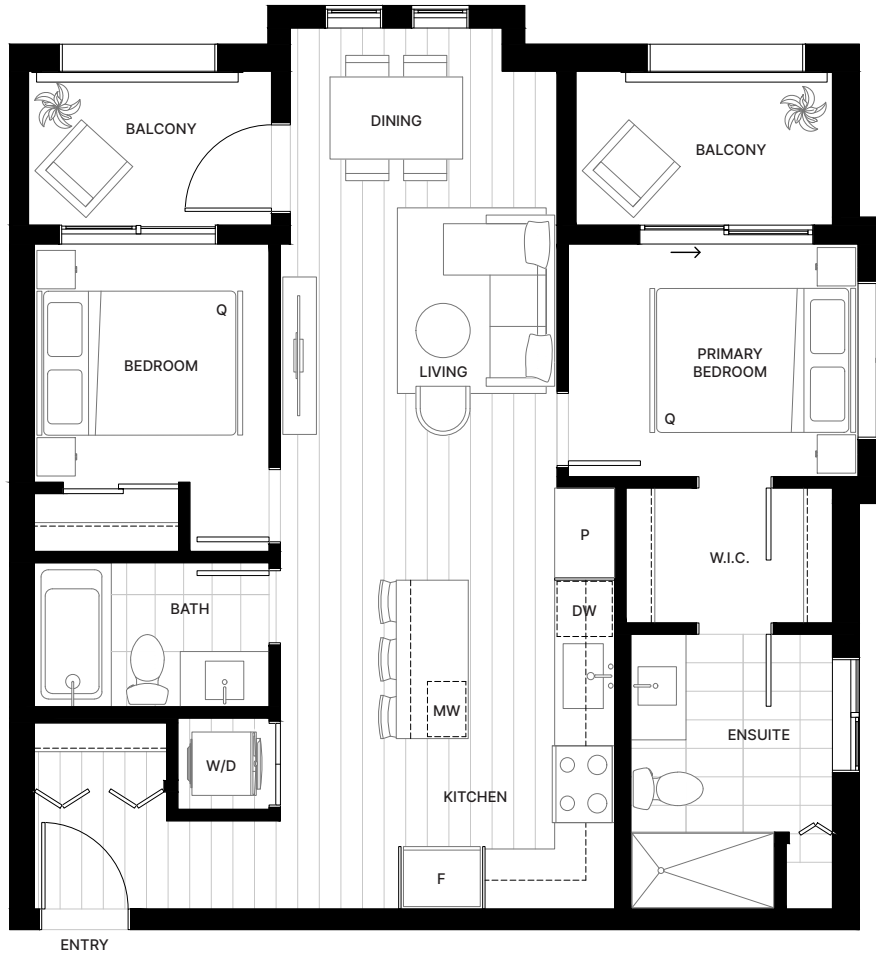 DINING
BALCONY
BALCONY
Q
BEDROOM
LIVING
PRIMARY
BEDROOM
Q
P
W.I.C.
BATH
DW
MW
ENSUITE
W/D
KITCHEN
F
ENTRY